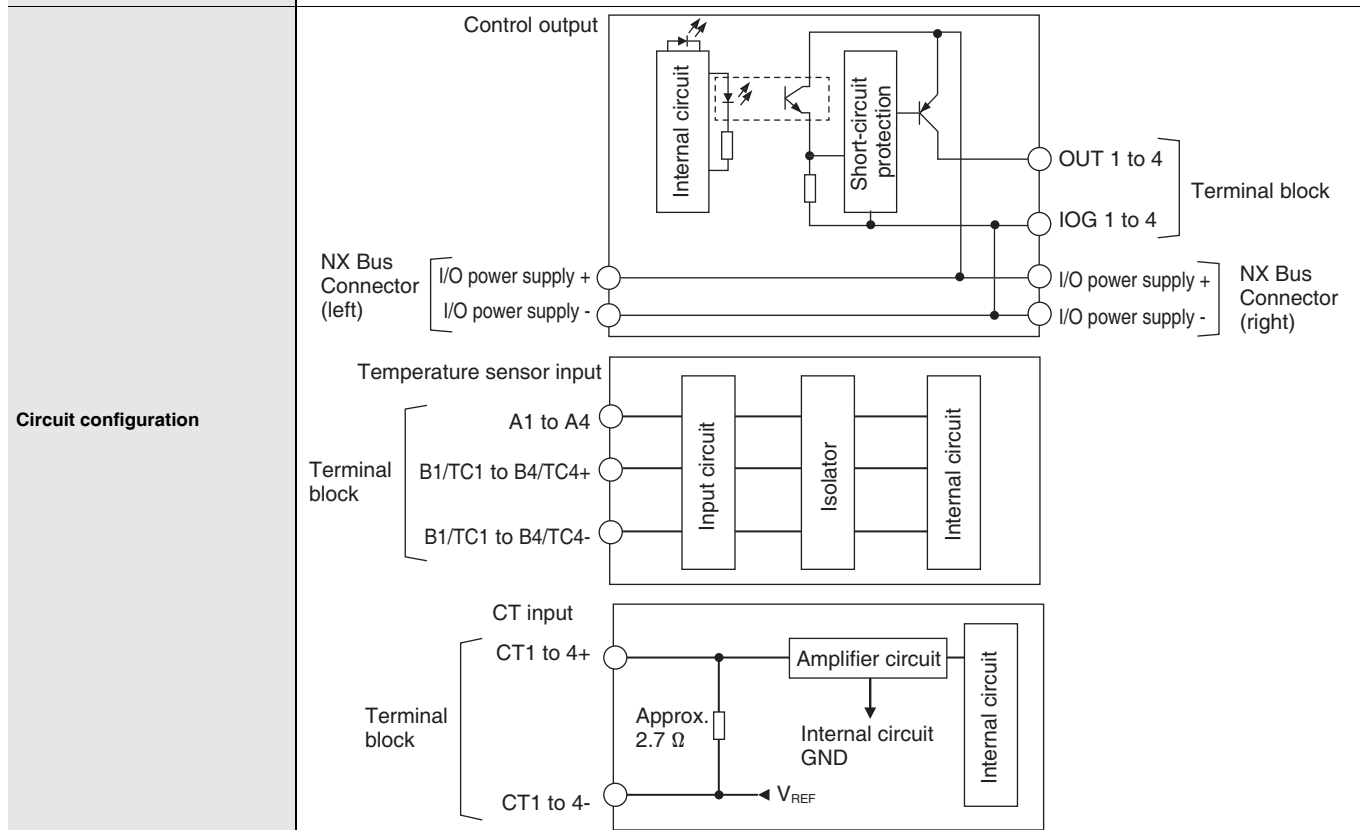 Circuit configuration
Control output
Internal circuit
Short-circuit
protection
OUT 1 to 4
IOG 1 to 4
Terminal block
NX Bus
Connector
(left)
I/O power supply +
I/O power supply -
I/O power supply +
I/O power supply -
NX Bus
Connector
(right)
Temperature sensor input
Terminal
block
A1 to A4
B1/TC1 to B4/TC4+
B1/TC1 to B4/TC4-
Input circuit
Isolator
Internal circuit
CT input
Terminal
block
CT1 to 4+
CT1 to 4-
Approx.
2.7 Ω
Amplifier circuit
Internal circuit
GND
VREF
Internal circuit